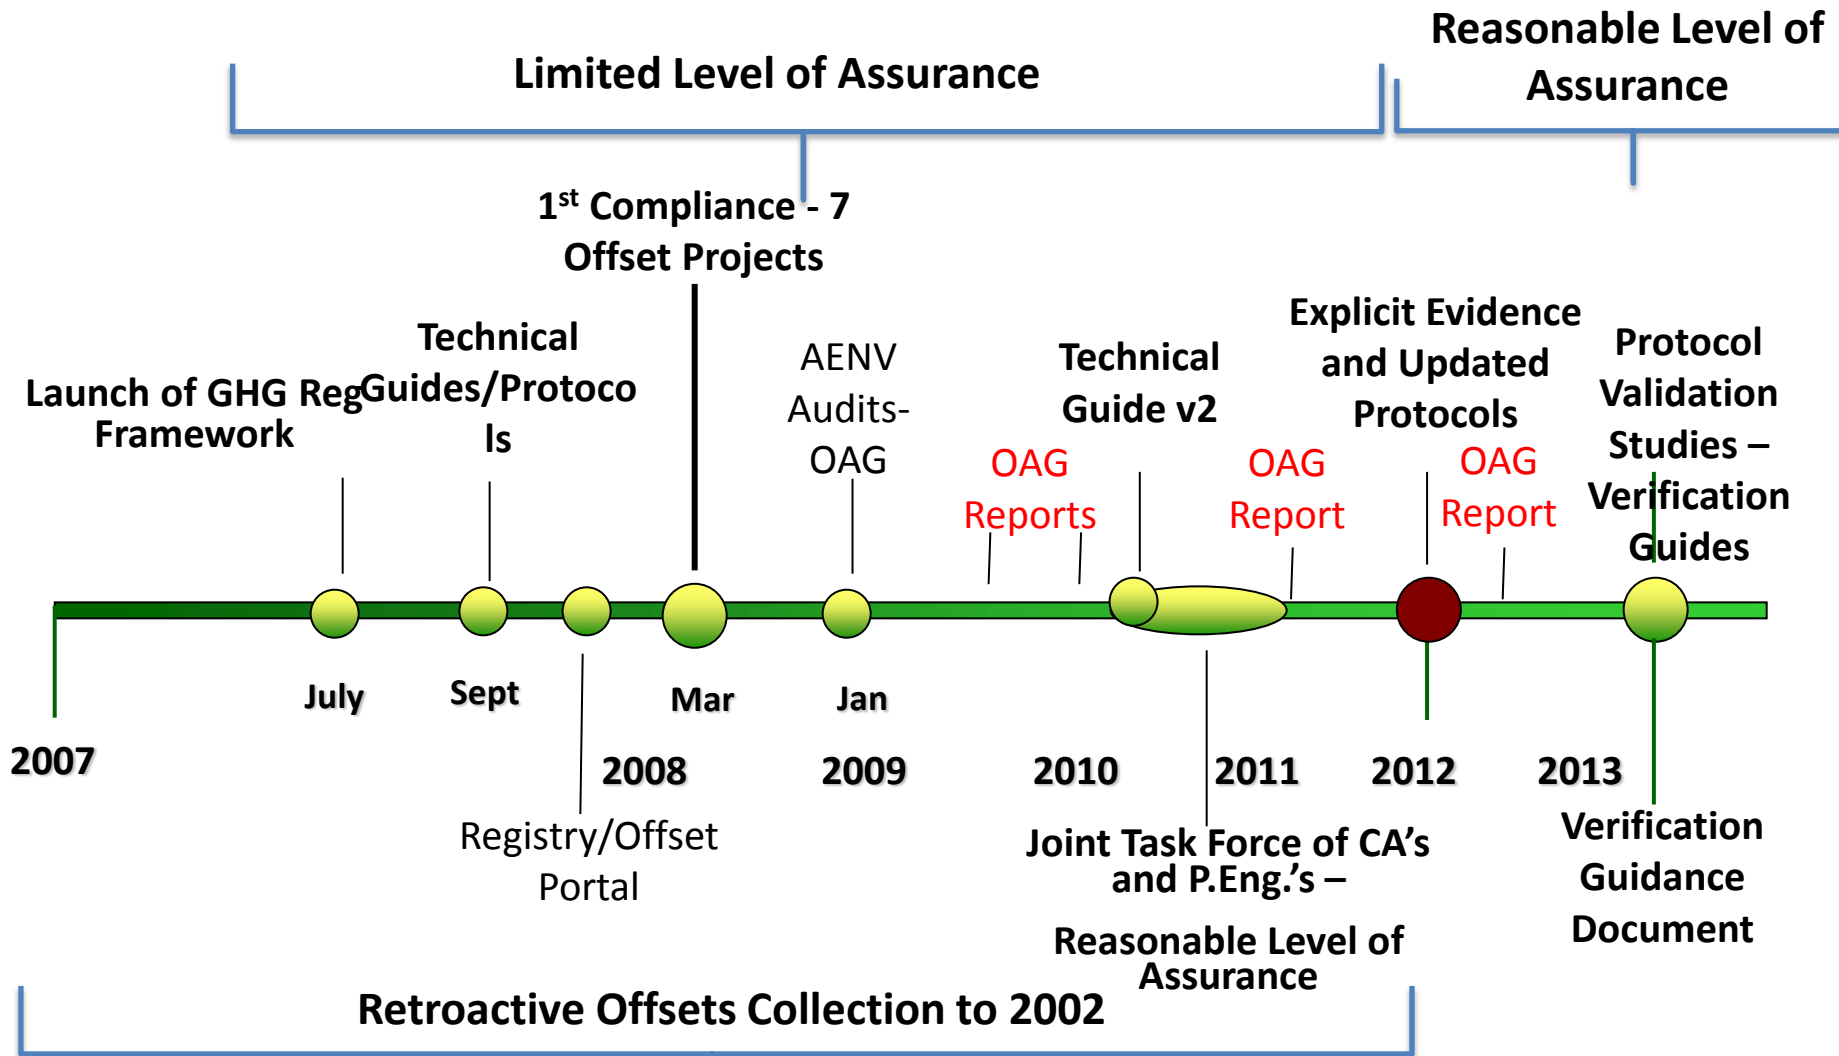 Limited Level of Assurance
Reasonable Level of
Assurance
1st Compliance - 7
Offset Projects
Launch of GHG Reg
Framework
Technical
Guides/Protoco
ls
AENV
Audits-
OAG
OAG
Reports
Technical
Guide v2
OAG
Report
Explicit Evidence
and Updated
Protocols
OAG
Report
Protocol
Validation
Studies –
Verification
Guides
July
Sept
Mar
Jan
2007
2008
2009
2010
2011
2012
2013
Registry/Offset
Portal
Joint Task Force of CA’s
and P.Eng.’s –
Reasonable Level of
Assurance
Verification
Guidance
Document
Retroactive Offsets Collection to 2002